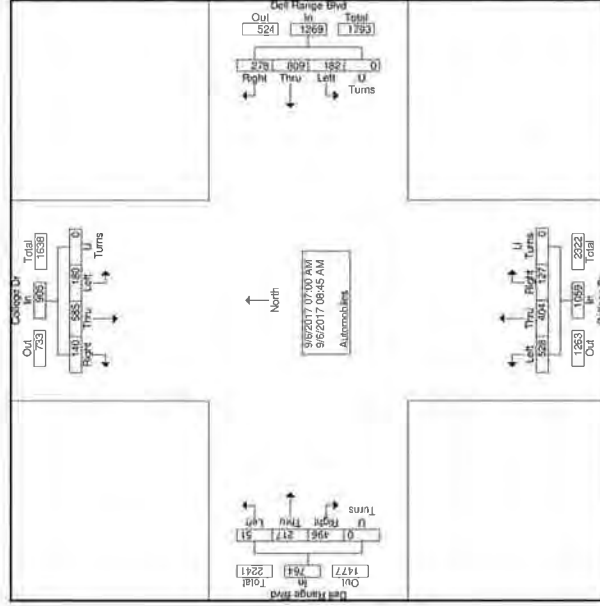 Dell Range Blvd
Out In Total
524 1269 1793
278 809 182 0
Right Thru Left U Turns
College Dr
Out In Total
733 905 1638
140 585 180 0
Right Thru Left U Turns
North
9/6/2017 07:00 AM
9/6/2017 08:45 AM
Automobiles
Left Thru Right U Turns
528 404 127 0
1263 1059 2322
Out In Total
U Turns Right Thru Left
0 496 217 51
1477 764 2241
Out In Total
Dell Range Blvd